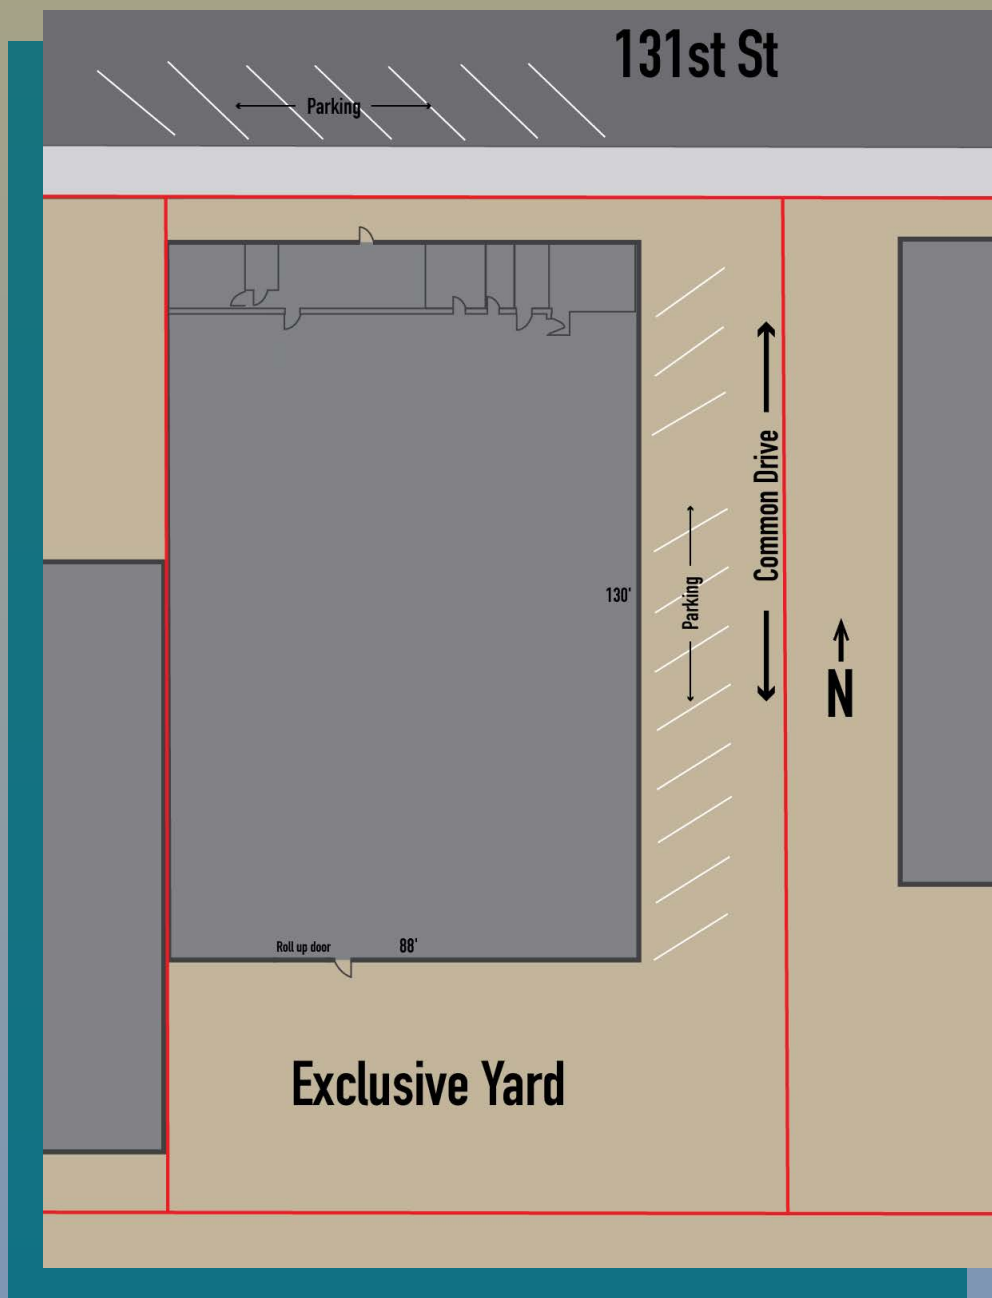 131st St
Parking
Common Drive
130'
Parking
N
Roll up door
88'
Exclusive Yard